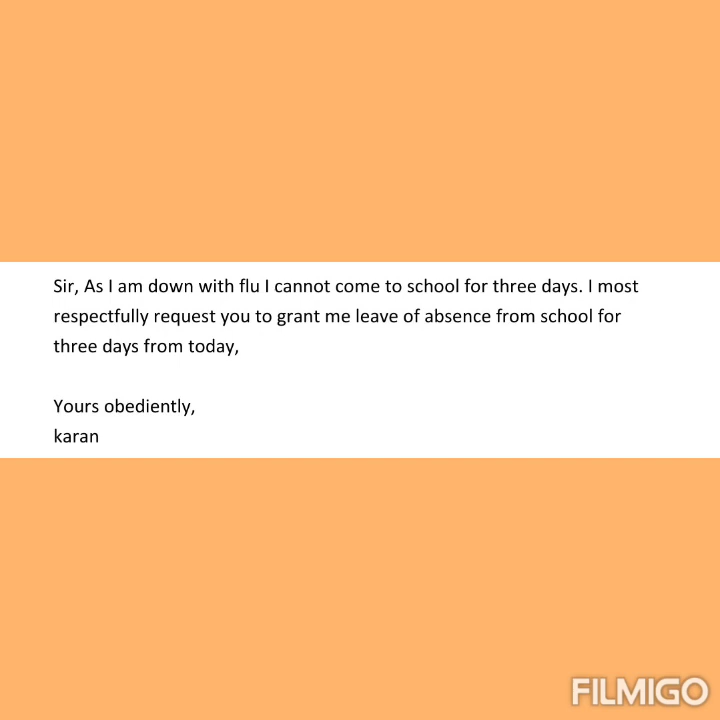 Sir, As I am down with flu I cannot come to school for three days. I most
respectfully request you to grant me leave of absence from school for
three days from today,
Yours obediently,
karan
FILMIGO